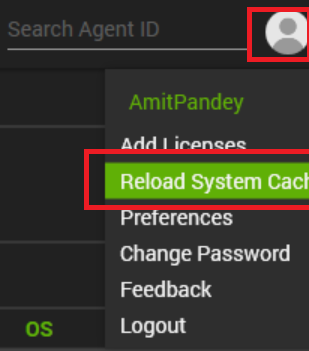 Search Agent ID
AmitPandey
Add Licenses
Reload System Cach
Preferences
Change Password
Feedback
OS
Logout